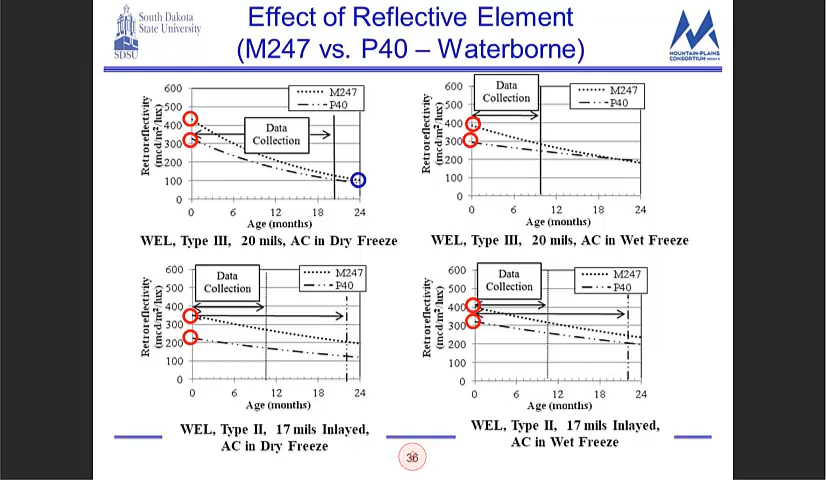 South Dakota
State University
SDSU
Effect of Reflective Element
(M247 vs. P40 – Waterborne)
MOUNTAIN-PLAINS
CONSORTIUM
Retroreflectivity
(mcd/m²/lux)
600
500
400
300
200
100
0
0 6 12 18 24
Age (months)
M247
P40
Data
Collection
WEL, Type III, 20 mils, AC in Dry Freeze
Retroreflectivity
(mcd/m²/lux)
600
500
400
300
200
100
0
0 6 12 18 24
Age (months)
Data
Collection
M247
P40
WEL, Type III, 20 mils, AC in Wet Freeze
Retroreflectivity
(mcd/m²/lux)
600
500
400
300
200
100
0
0 6 12 18 24
Age (months)
Data
Collection
M247
P40
WEL, Type II, 17 mils Inlayed,
AC in Dry Freeze
Retroreflectivity
(mcd/m²/lux)
600
500
400
300
200
100
0
0 6 12 18 24
Age (months)
Data
Collection
M247
P40
WEL, Type II, 17 mils Inlayed,
AC in Wet Freeze
36